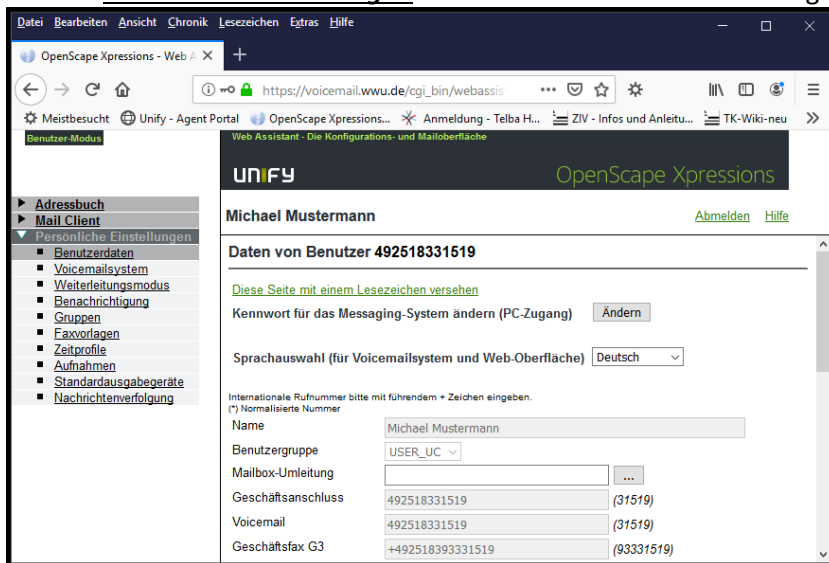 Datei Bearbeiten Ansicht Chronik Lesezeichen Extras Hilfe
OpenScape Xpressions - Web A
https://voicemail.wwu.de/cgi_bin/webassis
Meistbesucht Unify - Agent Portal OpenScape Xpression... Anmeldung - Telba H... ZIV - Infos und Anleitu... TK-Wiki-neu
Benutzer-Modus
Web Assistant - Die Konfigurations- und Mailoberfläche
UNIFY OpenScape Xpressions
Adressbuch
Mail Client
Persönliche Einstellungen
Benutzerdaten
Voicemailsystem
Weiterleitungsmodus
Benachrichtigung
Gruppen
Faxvorlagen
Zeitprofile
Aufnahmen
Standardausgabegeräte
Nachrichtenverfolgung
Michael Mustermann Abmelden Hilfe
Daten von Benutzer 492518331519
Diese Seite mit einem Lesezeichen versehen
Kennwort für das Messaging-System ändern (PC-Zugang) Ändern
Sprachauswahl (für Voicemailsystem und Web-Oberfläche) Deutsch
Internationale Rufnummer bitte mit führendem + Zeichen eingeben.
(*) Normalisierte Nummer
Name Michael Mustermann
Benutzergruppe USER_UC
Mailbox-Umleitung ...
Geschäftsanschluss 492518331519 (31519)
Voicemail 492518331519 (31519)
Geschäftsfax G3 +492518393331519 (93331519)